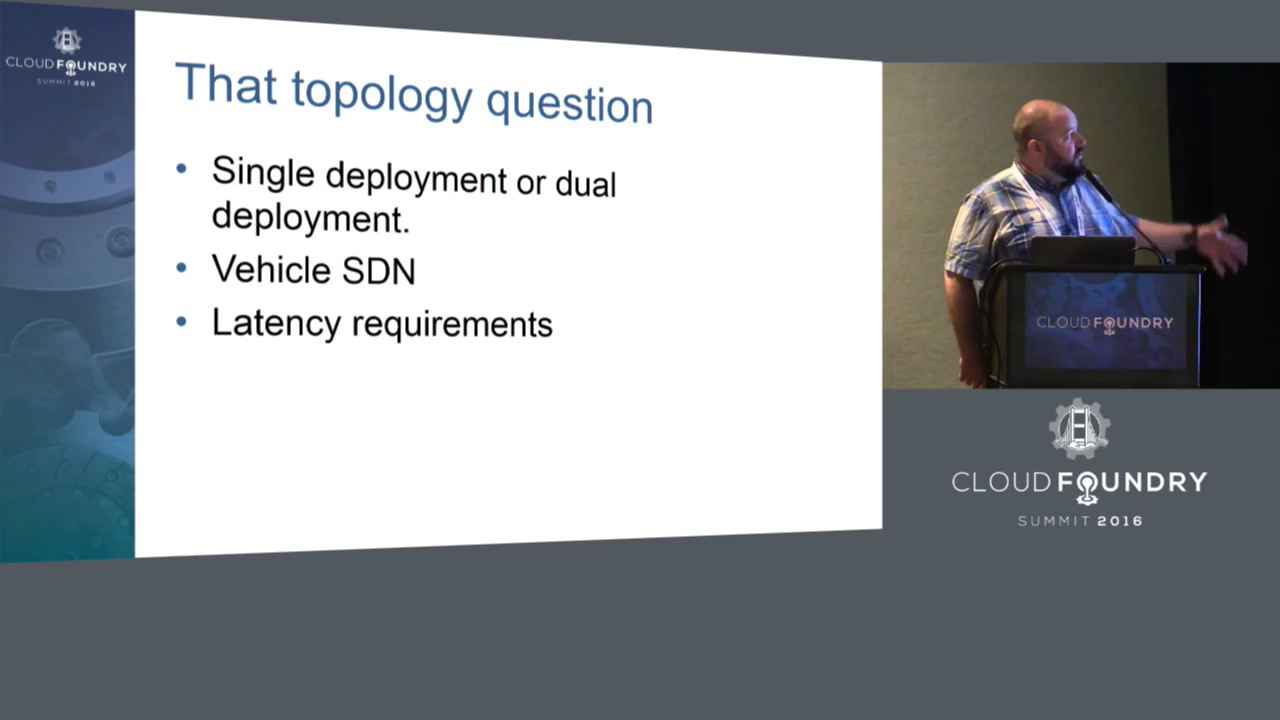 CLOUD FOUNDRY
SUMMIT 2016
That topology question
• Single deployment or dual
deployment.
• Vehicle SDN
• Latency requirements
CLOUD FOUNDRY
CLOUD FOUNDRY
SUMMIT 2016